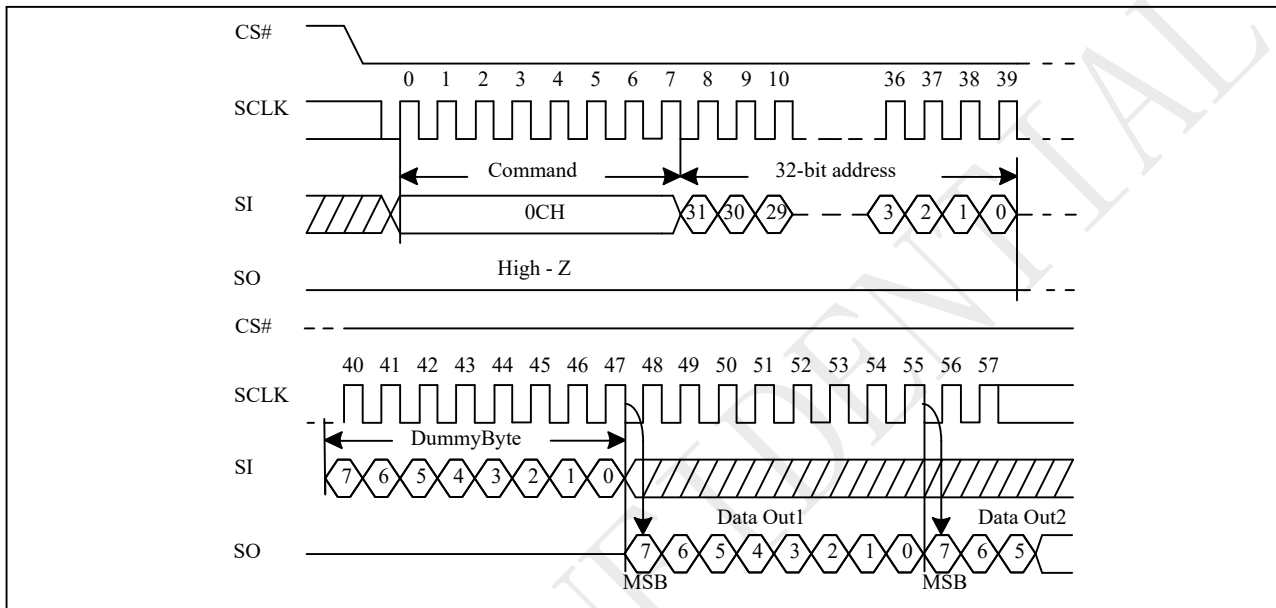 CS#
0 1 2 3 4 5 6 7 8 9 10 36 37 38 39
SCLK
Command 32-bit address
SI 0CH 31 30 29 3 2 1 0
High - Z
SO
CS#
40 41 42 43 44 45 46 47 48 49 50 51 52 53 54 55 56 57
SCLK
DummyByte
SI 7 6 5 4 3 2 1 0
Data Out1 Data Out2
SO 7 6 5 4 3 2 1 0 7 6 5
MSB MSB